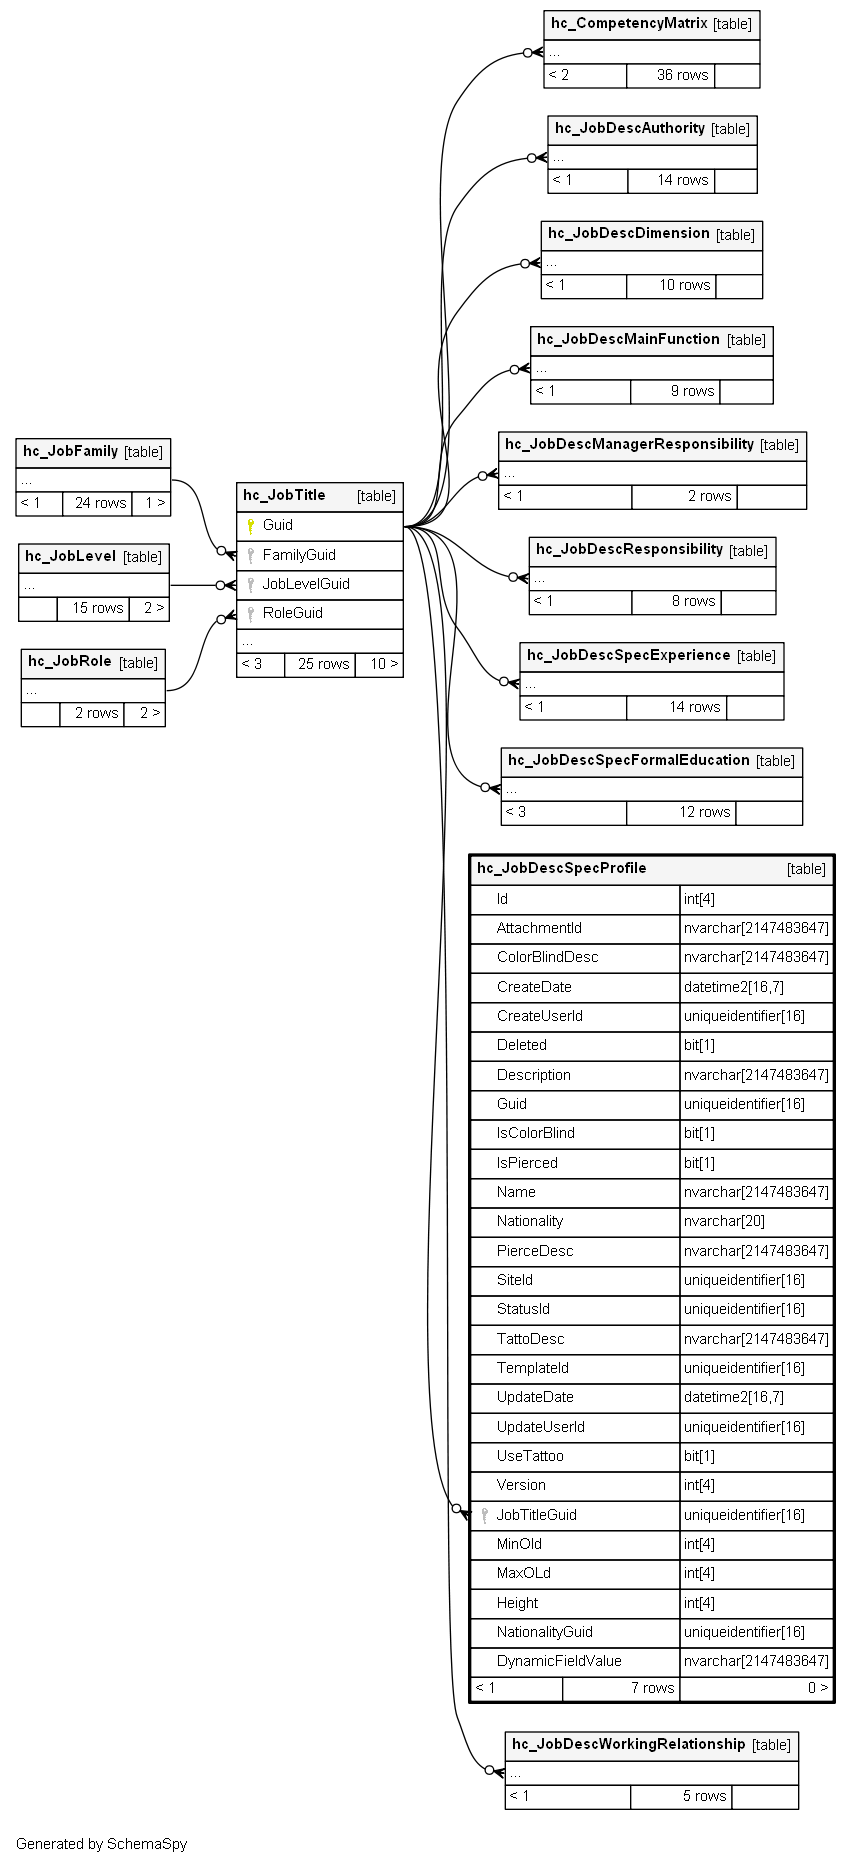 hc_CompetencyMatrix [table]
...
< 2 36 rows
hc_JobDescAuthority [table]
...
< 1 14 rows
hc_JobDescDimension [table]
...
< 1 10 rows
hc_JobDescMainFunction [table]
...
< 1 9 rows
hc_JobDescManagerResponsibility [table]
...
< 1 2 rows
hc_JobFamily [table]
...
< 1 24 rows 1 >
hc_JobLevel [table]
...
15 rows 2 >
hc_JobRole [table]
...
2 rows 2 >
hc_JobTitle [table]
Guid
FamilyGuid
JobLevelGuid
RoleGuid
...
< 3 25 rows 10 >
hc_JobDescResponsibility [table]
...
< 1 8 rows
hc_JobDescSpecExperience [table]
...
< 1 14 rows
hc_JobDescSpecFormalEducation [table]
...
< 3 12 rows
hc_JobDescSpecProfile [table]
Id int[4]
AttachmentId nvarchar[2147483647]
ColorBlindDesc nvarchar[2147483647]
CreateDate datetime2[16,7]
CreateUserId uniqueidentifier[16]
Deleted bit[1]
Description nvarchar[2147483647]
Guid uniqueidentifier[16]
IsColorBlind bit[1]
IsPierced bit[1]
Name nvarchar[2147483647]
Nationality nvarchar[20]
PierceDesc nvarchar[2147483647]
SiteId uniqueidentifier[16]
StatusId uniqueidentifier[16]
TattoDesc nvarchar[2147483647]
TemplateId uniqueidentifier[16]
UpdateDate datetime2[16,7]
UpdateUserId uniqueidentifier[16]
UseTattoo bit[1]
Version int[4]
JobTitleGuid uniqueidentifier[16]
MinOld int[4]
MaxOLd int[4]
Height int[4]
NationalityGuid uniqueidentifier[16]
DynamicFieldValue nvarchar[2147483647]
< 1 7 rows 0 >
hc_JobDescWorkingRelationship [table]
...
< 1 5 rows
Generated by SchemaSpy